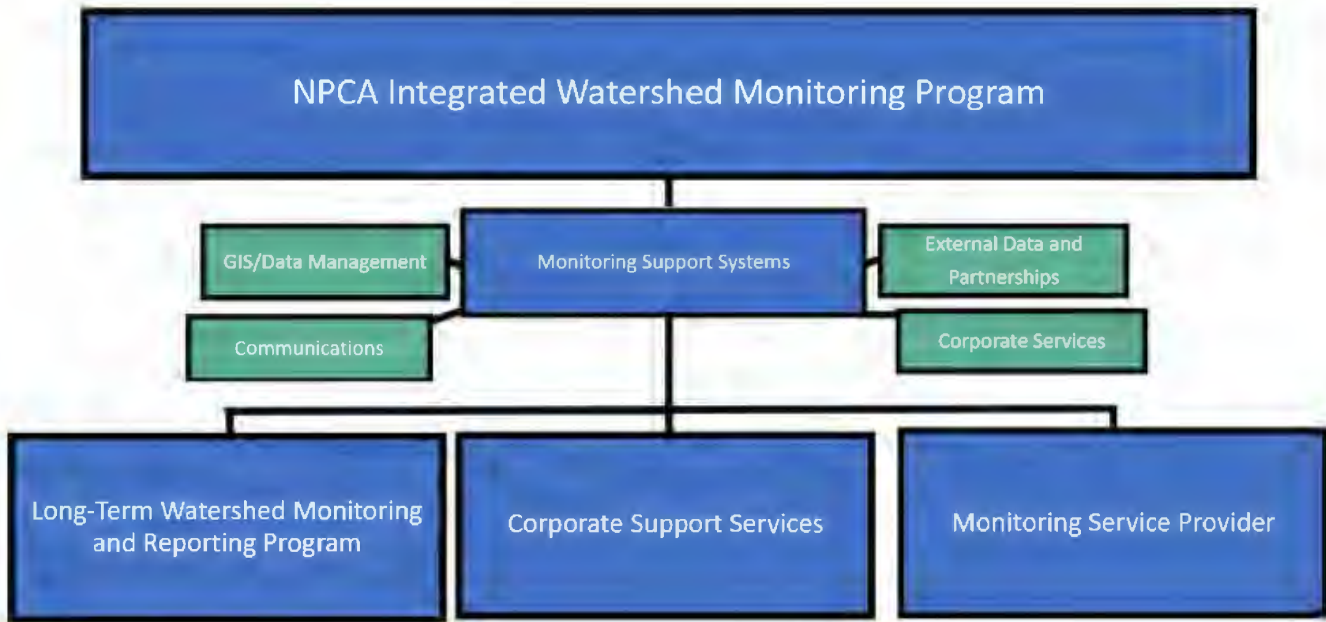 NPCA Integrated Watershed Monitoring Program
GIS/Data Management
Monitoring Support Systems
External Data and
Partnerships
Communications
Corporate Services
Long-Term Watershed Monitoring
and Reporting Program
Corporate Support Services
Monitoring Service Provider